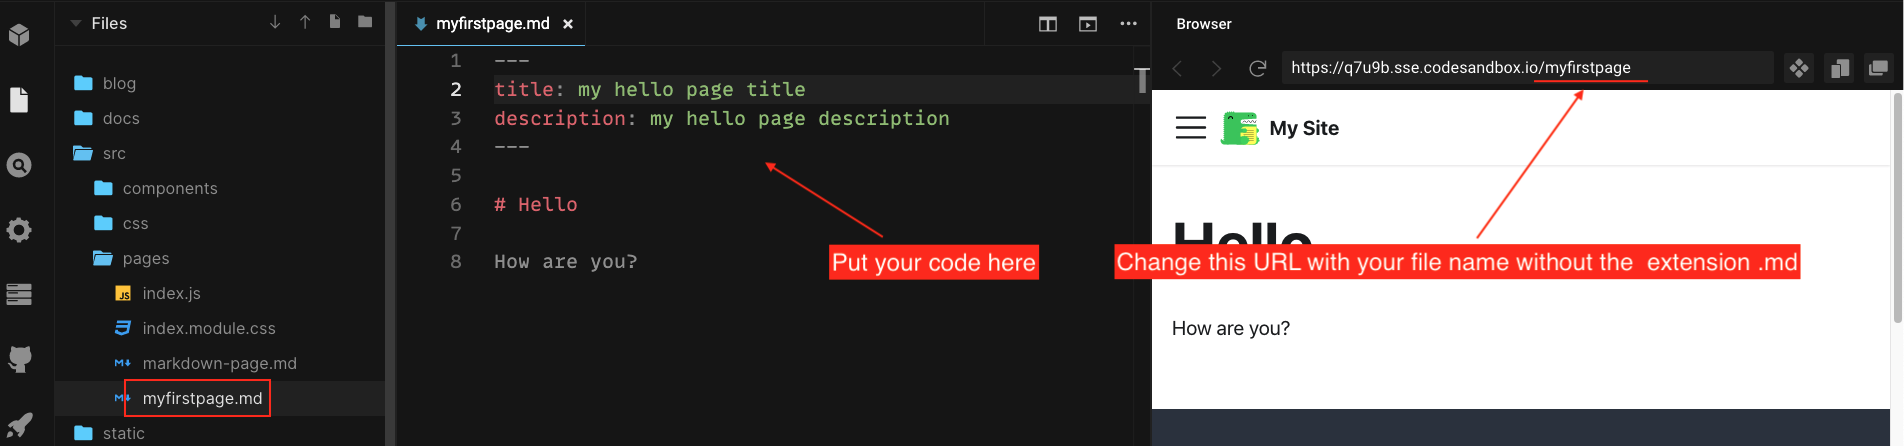 Files
blog
docs
src
components
css
pages
JS index.js
index.module.css
M↓ markdown-page.md
M↓ myfirstpage.md
static
myfirstpage.md ×
1 ---
2 title: my hello page title
3 description: my hello page description
4 ---
5
6 # Hello
7
8 How are you?
Put your code here
Browser
https://q7u9b.sse.codesandbox.io/myfirstpage
My Site
Hello
Change this URL with your file name without the extension .md
How are you?